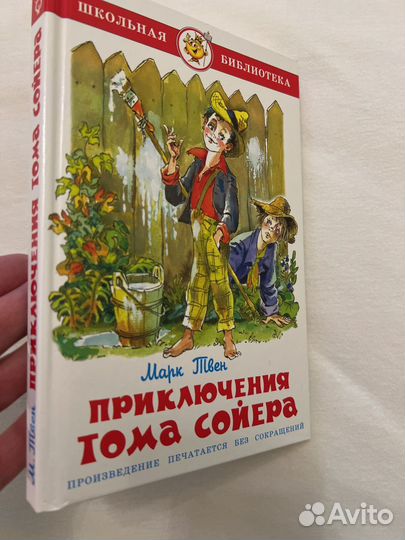 ШКОЛЬНАЯ БИБЛИОТЕКА
Марк Твен
ПРИКЛЮЧЕНИЯ
ТОМА СОЙЕРА
ПРОИЗВЕДЕНИЕ ПЕЧАТАЕТСЯ БЕЗ СОКРАЩЕНИЙ
М. Твен ПРИКЛЮЧЕНИЯ ТОМА СОЙЕРА
Avito